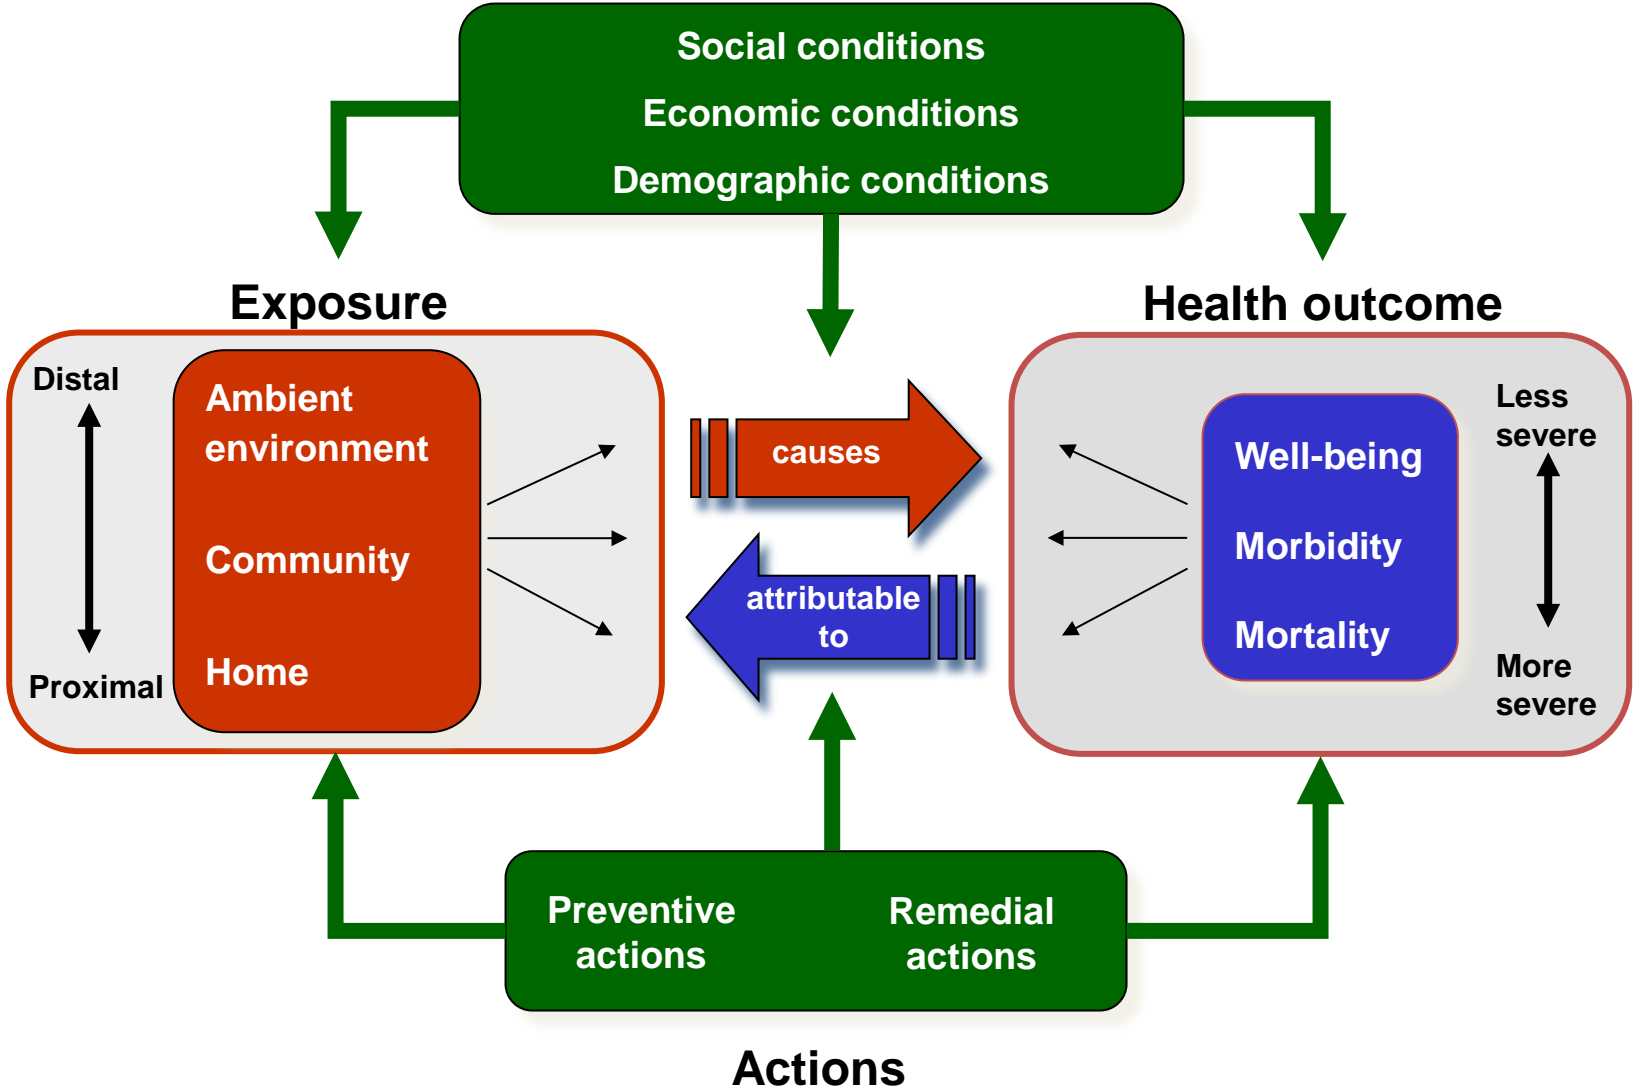 Social conditions
Economic conditions
Demographic conditions
Exposure
Health outcome
Distal
Proximal
Ambient
environment
Community
Home
causes
attributable
to
Well-being
Morbidity
Mortality
Less
severe
More
severe
Preventive
actions
Remedial
actions
Actions